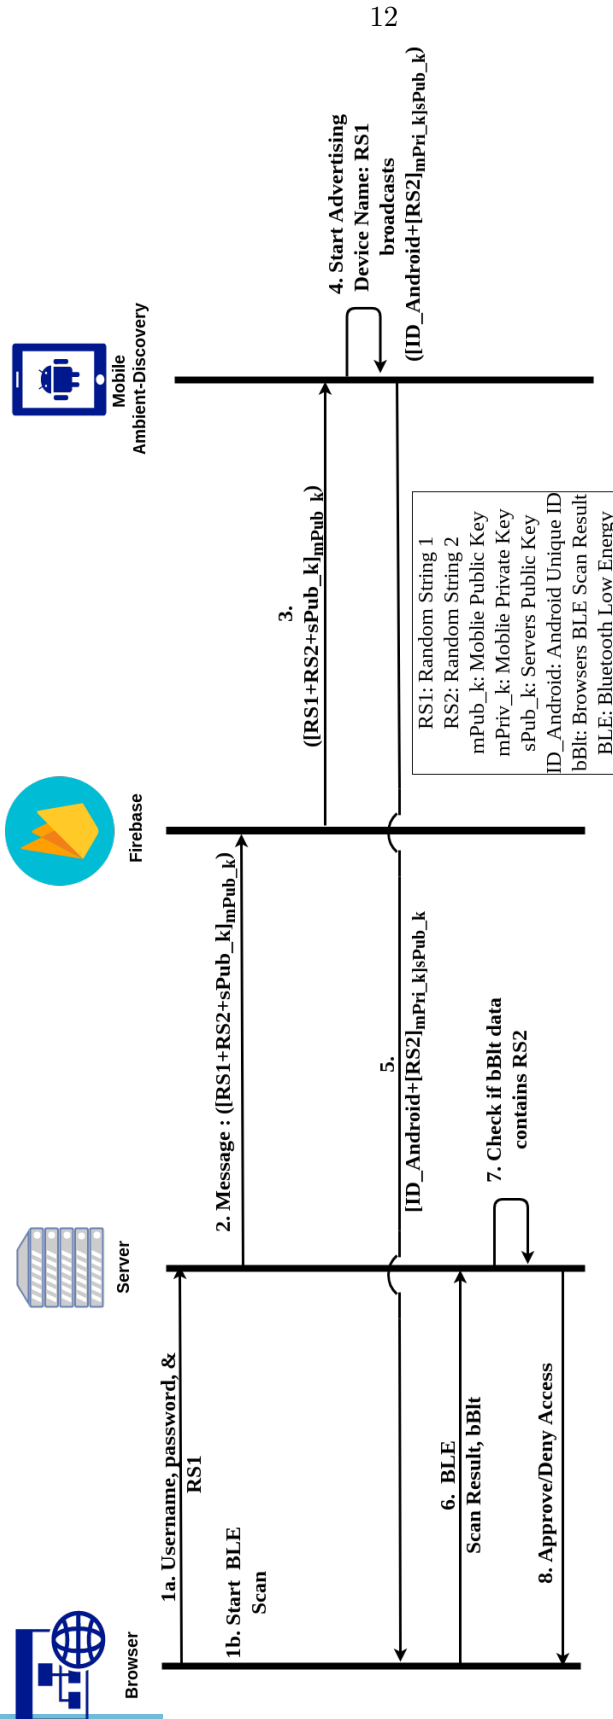 12
Browser
Server
Firebase
Mobile
Ambient-Discovery
1a. Username, password, &
RS1
1b. Start BLE
Scan
2. Message : ([RS1+RS2+sPub_k]mPub_k)
3.
([RS1+RS2+sPub_k]mPub_k)
4. Start Advertising
Device Name: RS1
broadcasts
([ID_Android+[RS2]mPri_k]sPub_k)
5.
[ID_Android+[RS2]mPri_k]sPub_k
6. BLE
Scan Result, bBlt
7. Check if bBlt data
contains RS2
8. Approve/Deny Access
RS1: Random String 1
RS2: Random String 2
mPub_k: Moblie Public Key
mPriv_k: Moblie Private Key
sPub_k: Servers Public Key
ID_Android: Android Unique ID
bBlt: Browsers BLE Scan Result
BLE: Bluetooth Low Energy